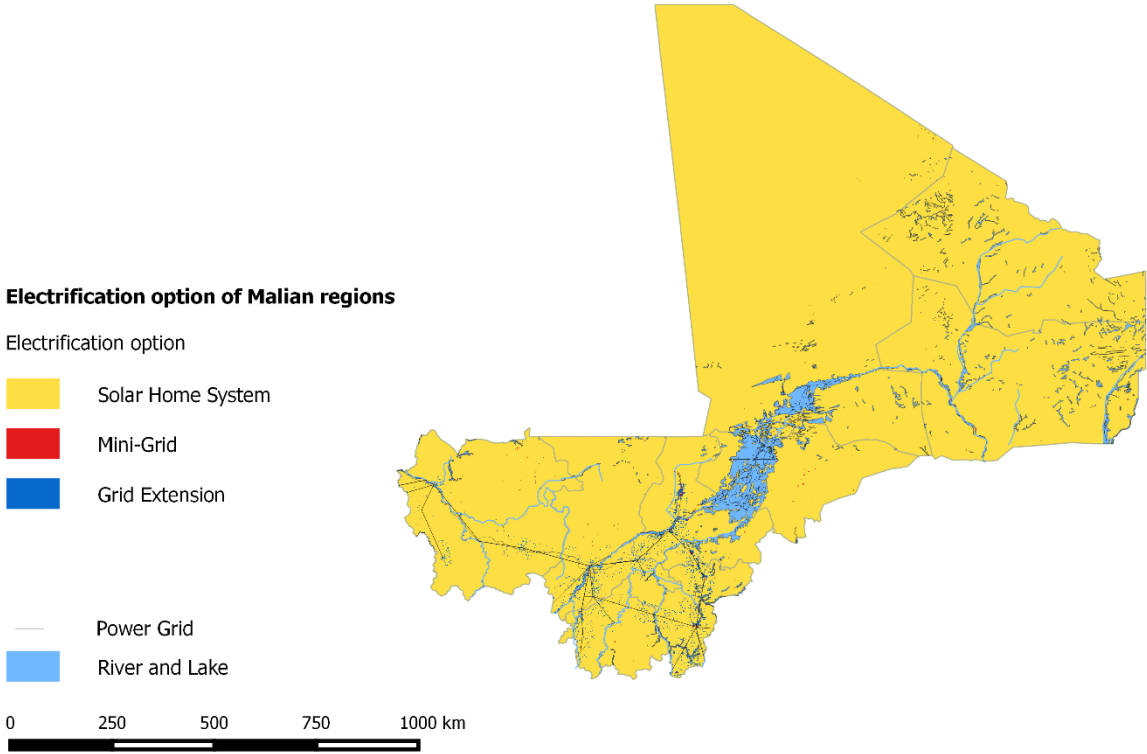 Electrification option of Malian regions
Electrification option
Solar Home System
Mini-Grid
Grid Extension
Power Grid
River and Lake
0 250 500 750 1000 km